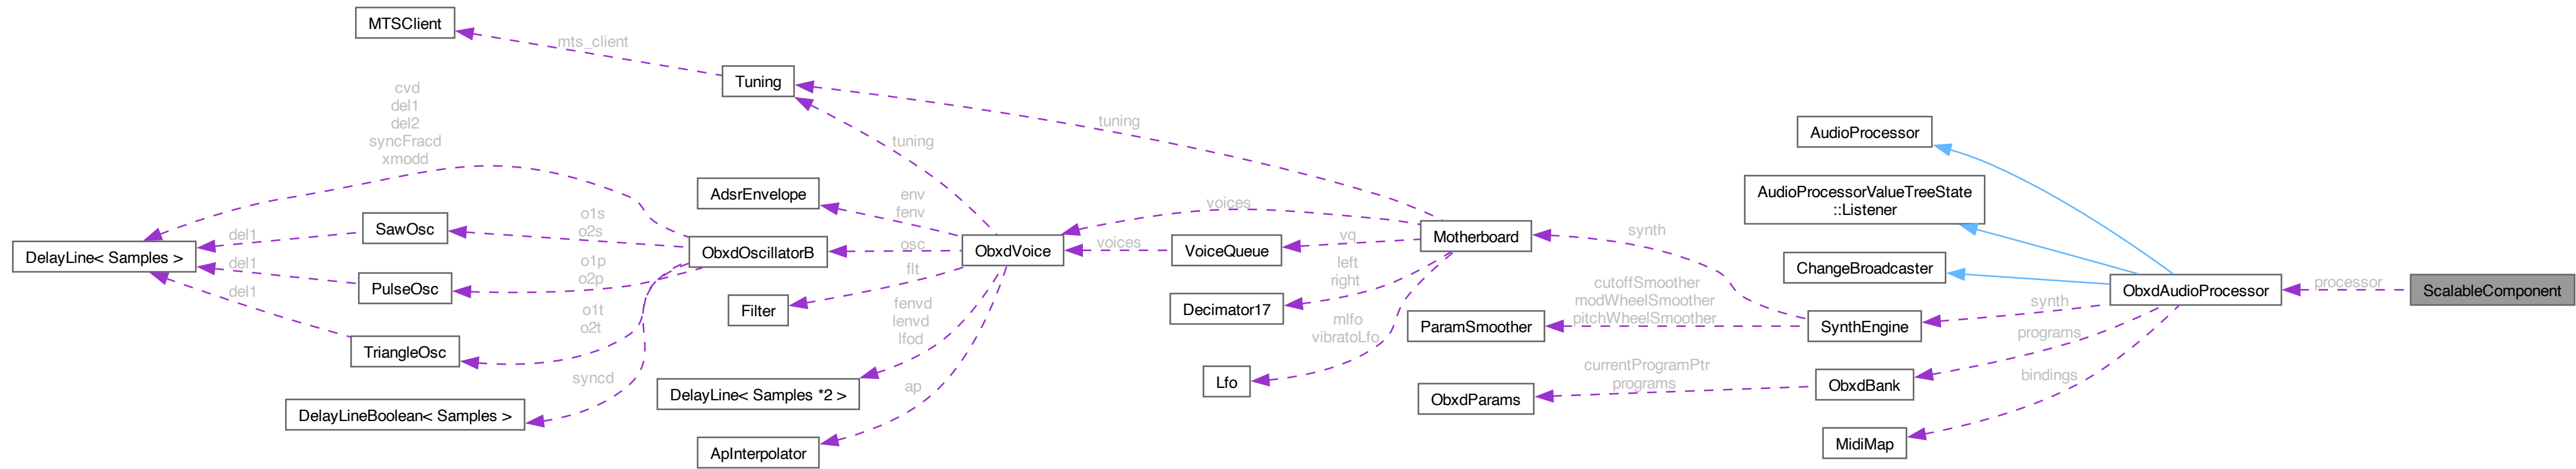 MTSClient
mts_client
Tuning
cvd
del1
del2
syncFracd
xmodd
tuning
tuning
AudioProcessor
AdsrEnvelope
env
fenv
AudioProcessorValueTreeState
::Listener
SawOsc
o1s
o2s
voices
DelayLine< Samples >
del1
ObxdOscillatorB
osc
ObxdVoice
voices
VoiceQueue
vq
Motherboard
synth
ChangeBroadcaster
del1
PulseOsc
o1p
o2p
flt
left
right
cutoffSmoother
modWheelSmoother
pitchWheelSmoother
ObxdAudioProcessor
processor
ScalableComponent
del1
Filter
fenvd
lenvd
lfod
Decimator17
ParamSmoother
SynthEngine
synth
programs
TriangleOsc
o1t
o2t
mlfo
vibratoLfo
syncd
DelayLine< Samples *2 >
ap
Lfo
currentProgramPtr
programs
ObxdParams
ObxdBank
bindings
DelayLineBoolean< Samples >
ApInterpolator
MidiMap